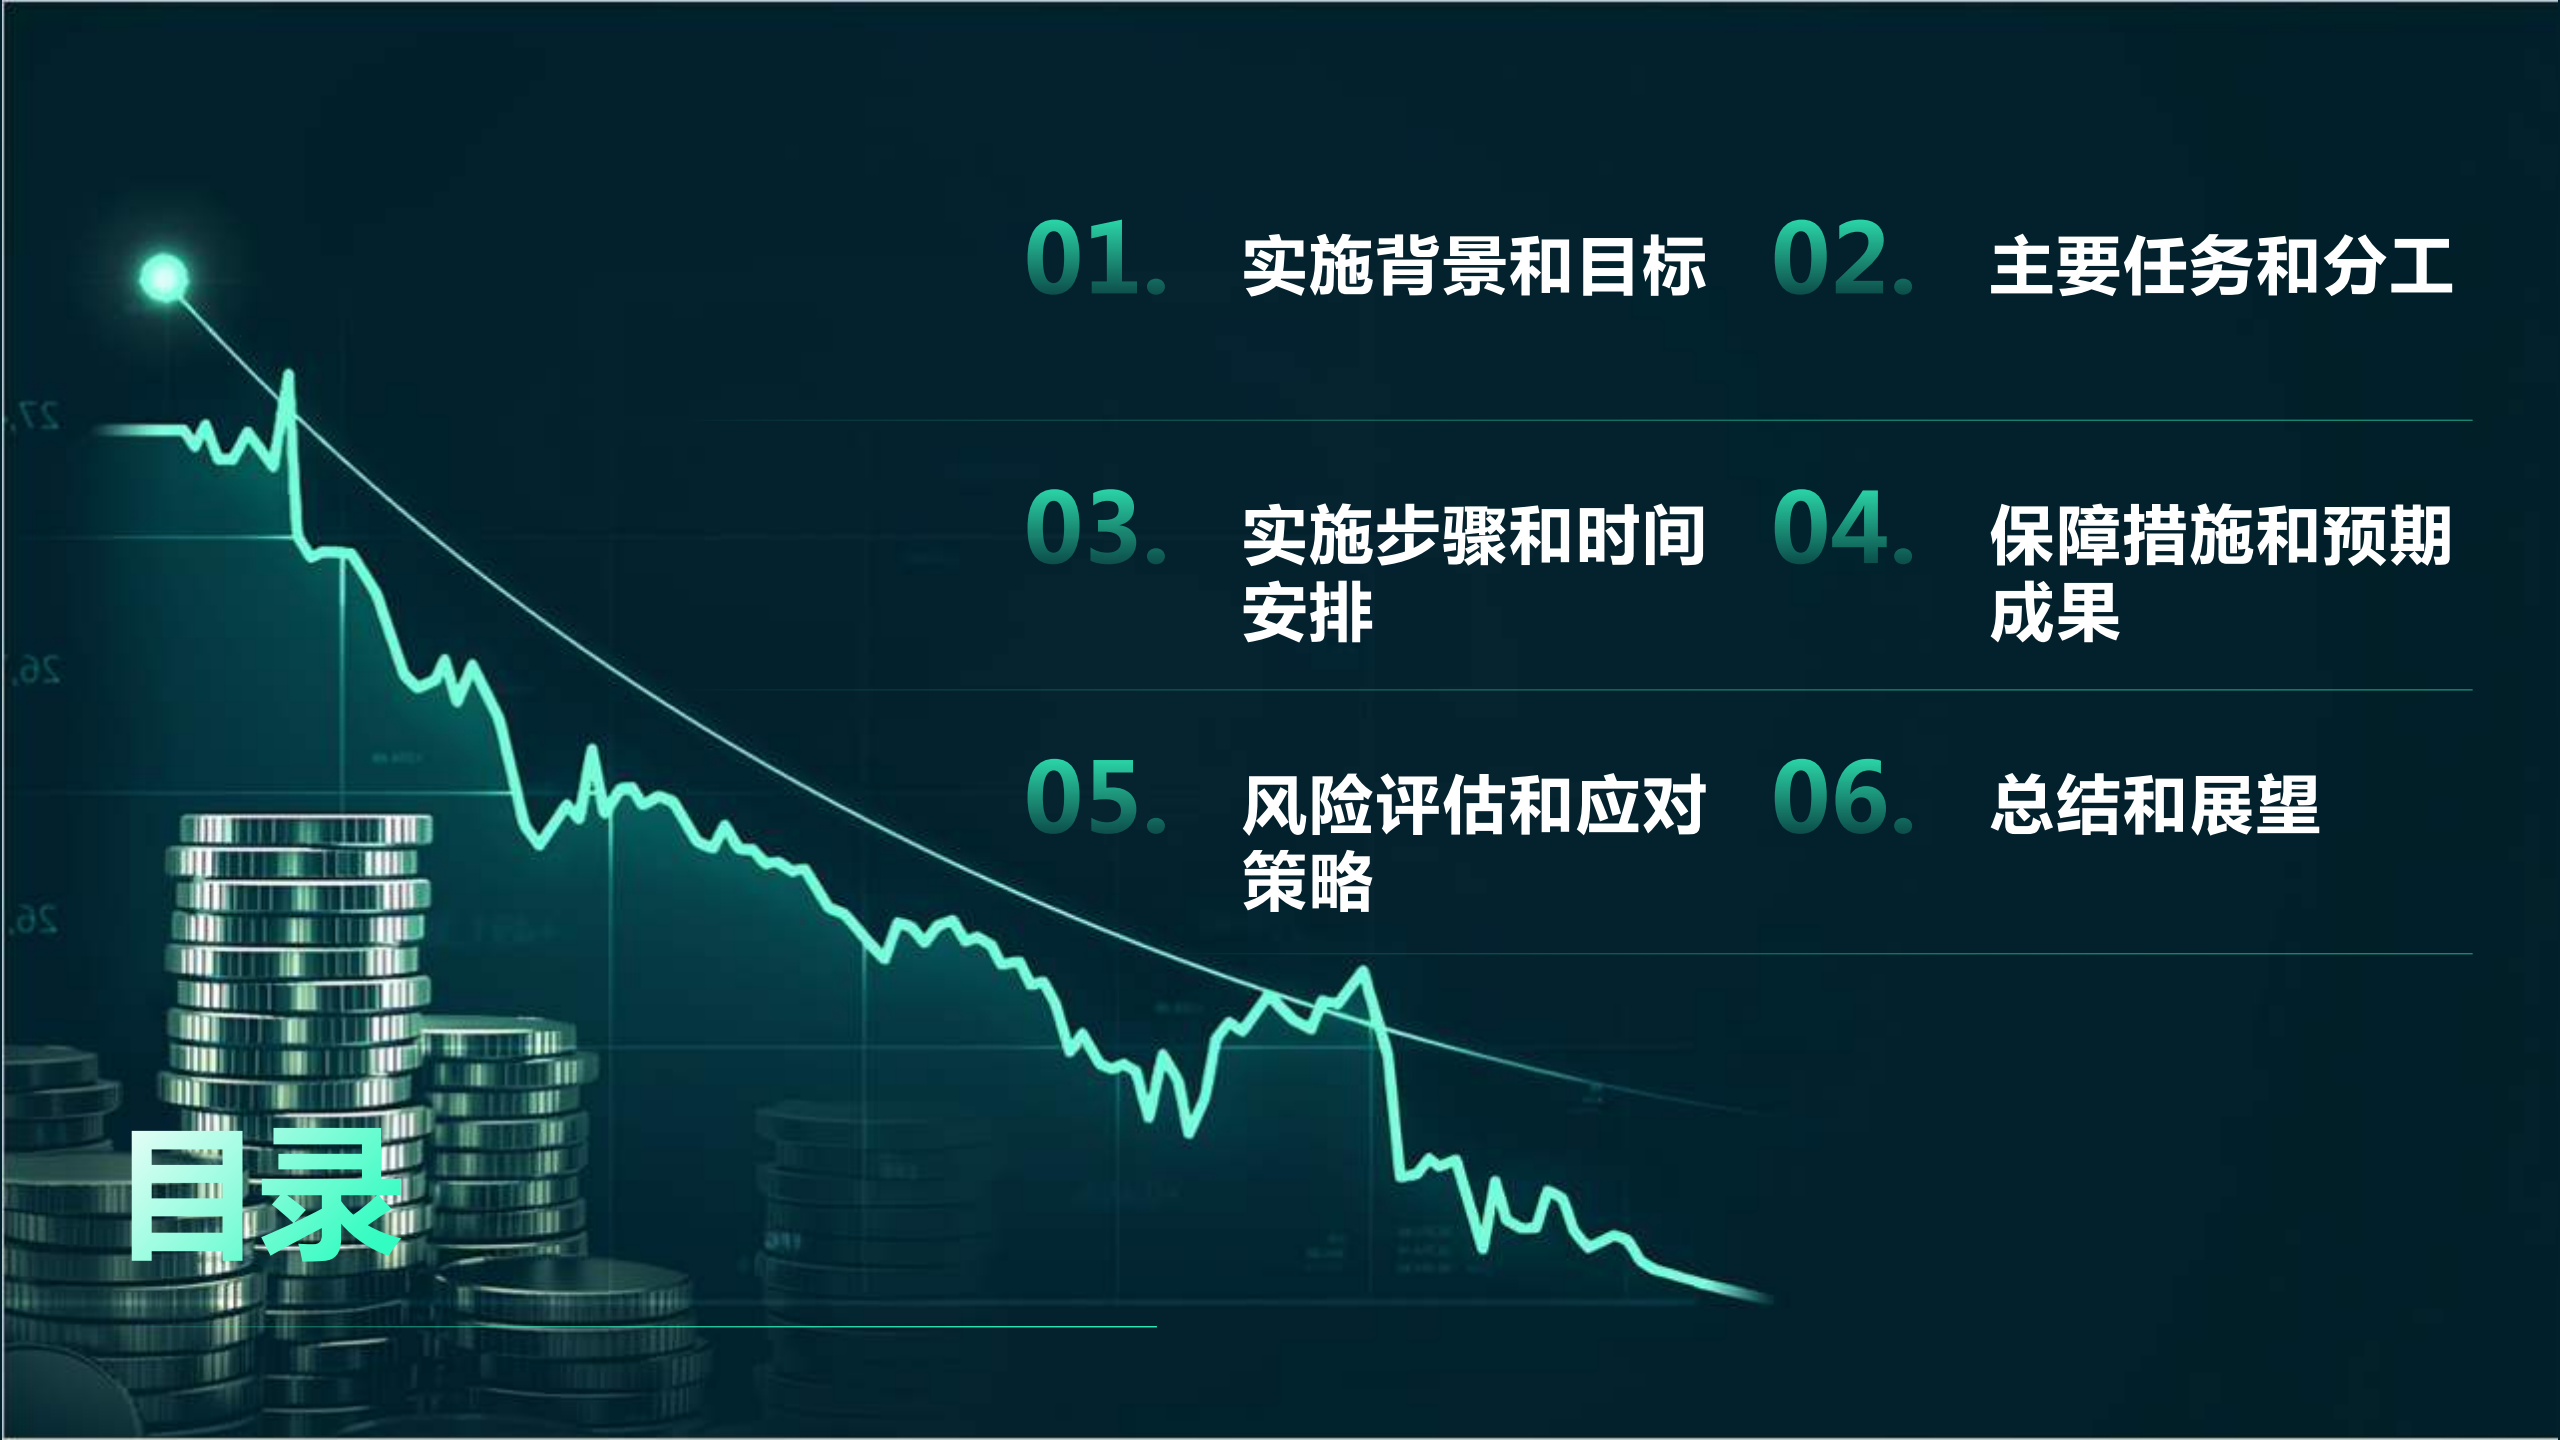 01. 实施背景和目标
02. 主要任务和分工
03. 实施步骤和时间
安排
04. 保障措施和预期
成果
05. 风险评估和应对
策略
06. 总结和展望
目录